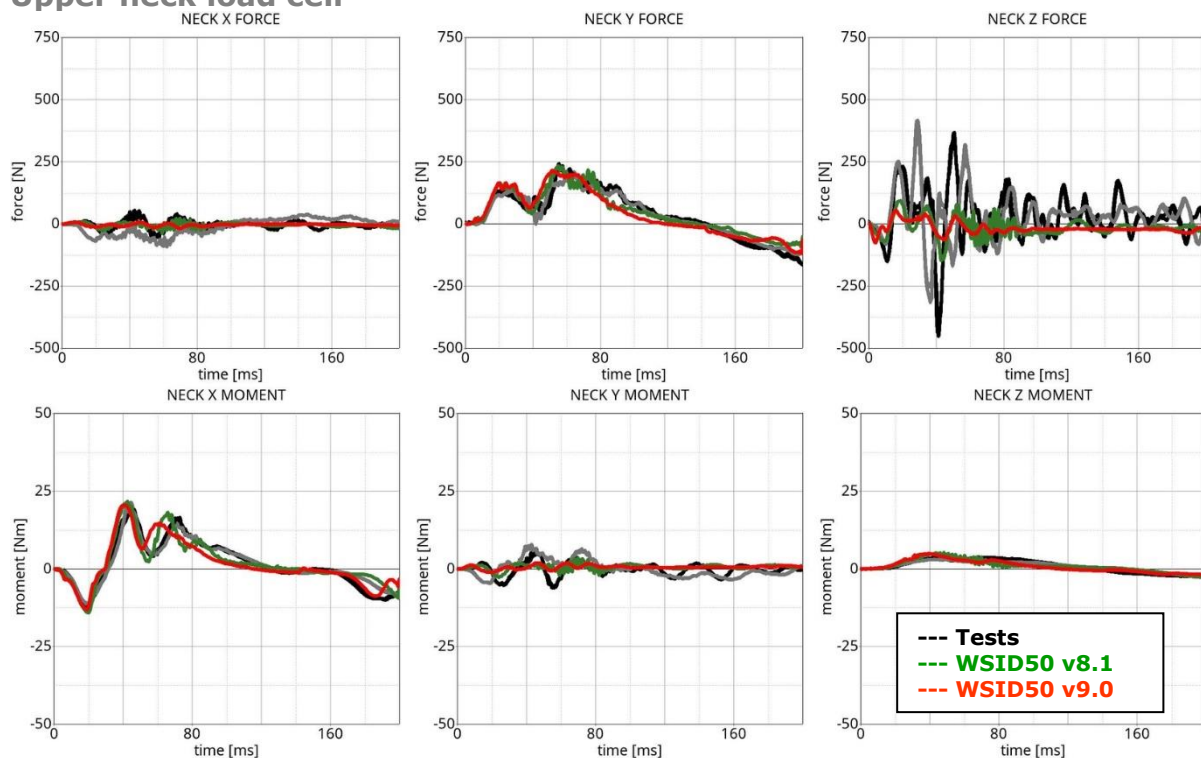 Upper neck load cell
NECK X FORCE
750
500
250
0
-250
-500
force [N]
0 80 160
time [ms]
NECK Y FORCE
750
500
250
0
-250
-500
force [N]
0 80 160
time [ms]
NECK Z FORCE
750
500
250
0
-250
-500
force [N]
0 80 160
time [ms]
NECK X MOMENT
50
25
0
-25
-50
moment [Nm]
0 80 160
time [ms]
NECK Y MOMENT
50
25
0
-25
-50
moment [Nm]
0 80 160
time [ms]
NECK Z MOMENT
50
25
0
-25
-50
moment [Nm]
0 80 160
time [ms]
--- Tests
--- WSID50 v8.1
--- WSID50 v9.0